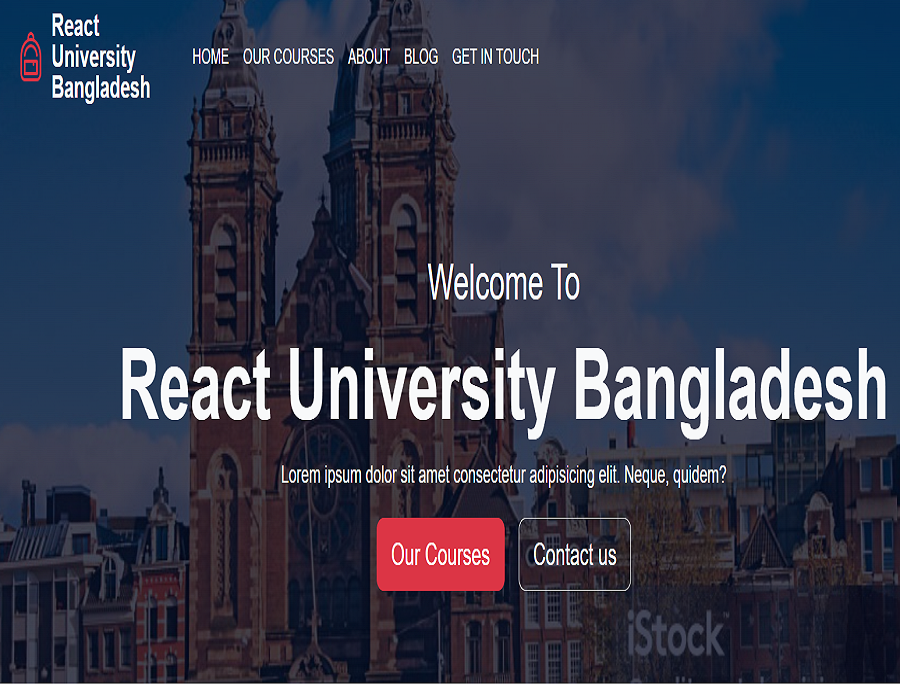 React
University
Bangladesh
HOME OUR COURSES ABOUT BLOG GET IN TOUCH
Welcome To
React University Bangladesh
Lorem ipsum dolor sit amet consectetur adipisicing elit. Neque, quidem?
Our Courses Contact us
iStock™